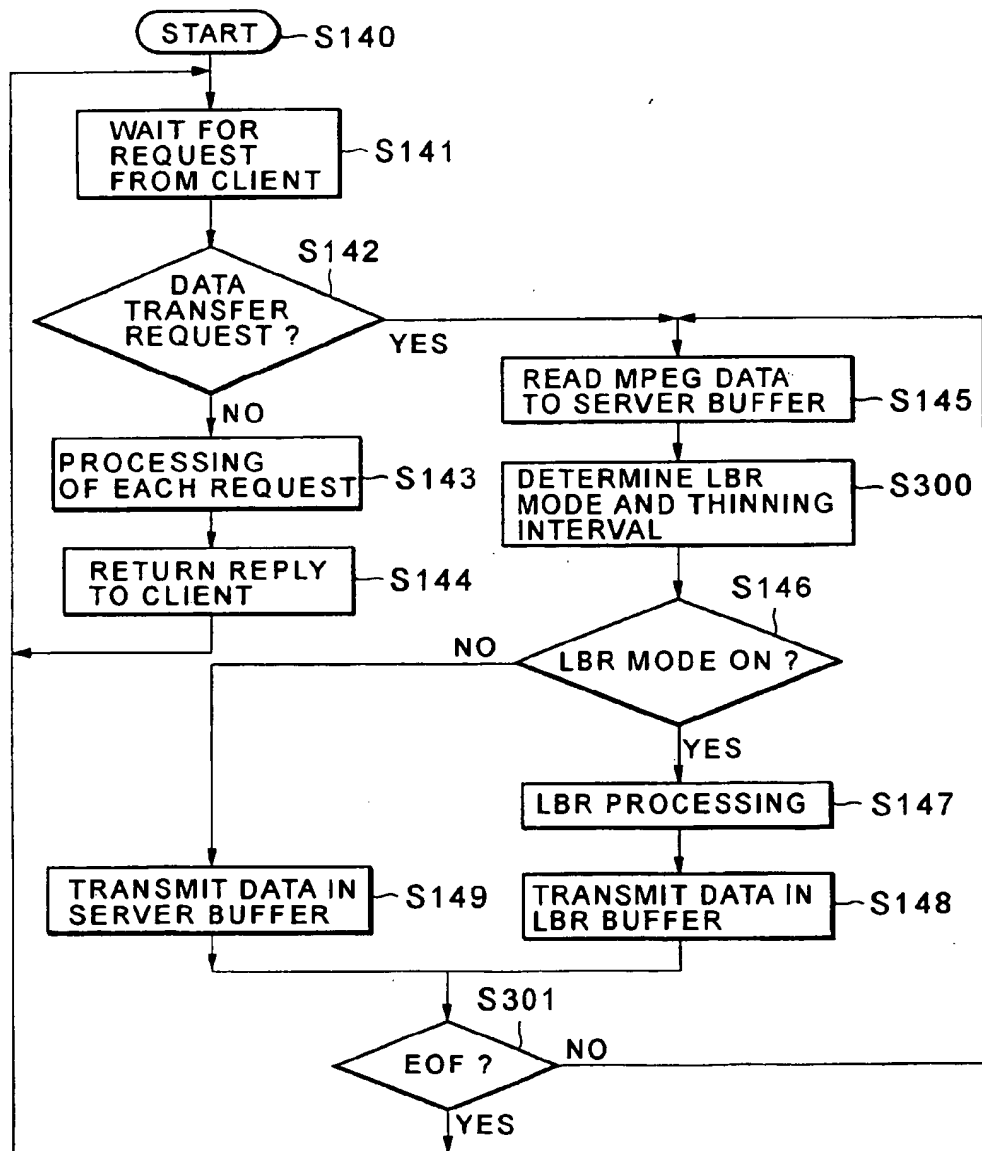 START
S140
WAIT FOR
REQUEST
FROM CLIENT
S141
S142
DATA
TRANSFER
REQUEST ?
YES
NO
READ MPEG DATA
TO SERVER BUFFER
S145
PROCESSING
OF EACH REQUEST
S143
DETERMINE LBR
MODE AND THINNING
INTERVAL
S300
RETURN REPLY
TO CLIENT
S144
S146
LBR MODE ON ?
NO
YES
LBR PROCESSING
S147
TRANSMIT DATA IN
SERVER BUFFER
S149
TRANSMIT DATA IN
LBR BUFFER
S148
S301
EOF ?
NO
YES